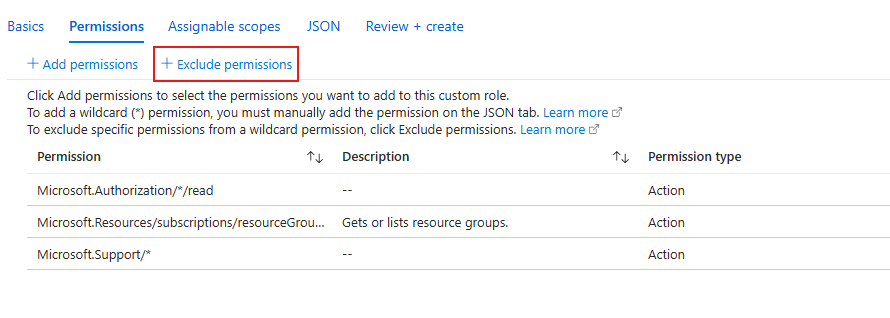 Basics Permissions Assignable scopes JSON Review + create
+ Add permissions + Exclude permissions
Click Add permissions to select the permissions you want to add to this custom role.
To add a wildcard (*) permission, you must manually add the permission on the JSON tab. Learn more
To exclude specific permissions from a wildcard permission, click Exclude permissions. Learn more
Permission ↑↓ Description ↑↓ Permission type
Microsoft.Authorization/*/read -- Action
Microsoft.Resources/subscriptions/resourceGrou... Gets or lists resource groups. Action
Microsoft.Support/* -- Action